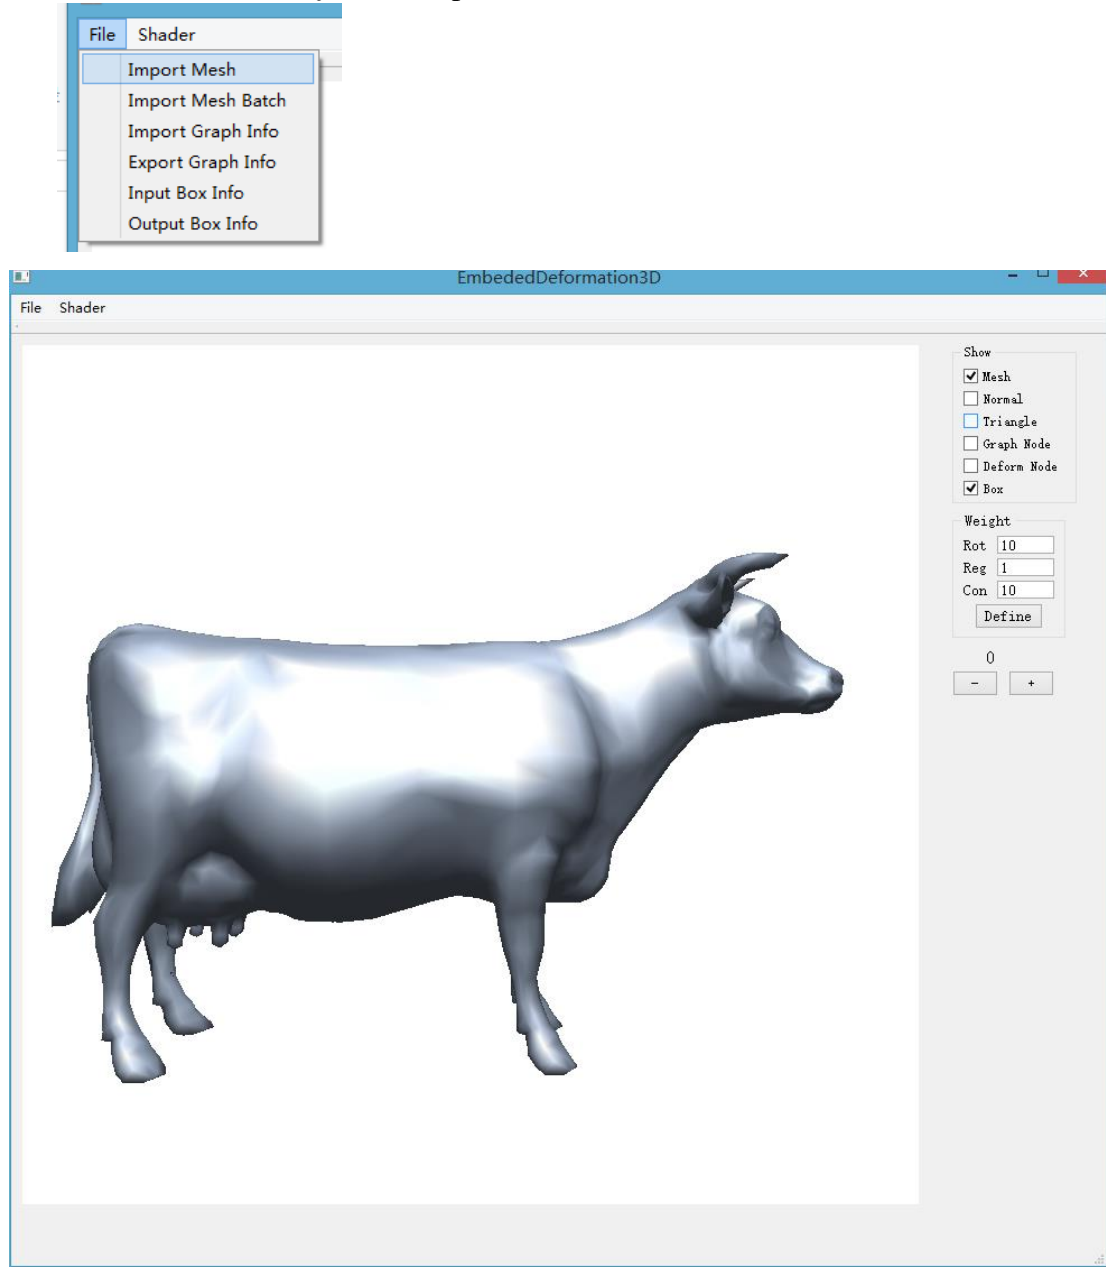 File Shader
Import Mesh
Import Mesh Batch
Import Graph Info
Export Graph Info
Input Box Info
Output Box Info
EmbededDeformation3D
File Shader
Show
Mesh
Normal
Triangle
Graph Node
Deform Node
Box
Weight
Rot 10
Reg 1
Con 10
Define
0
- +